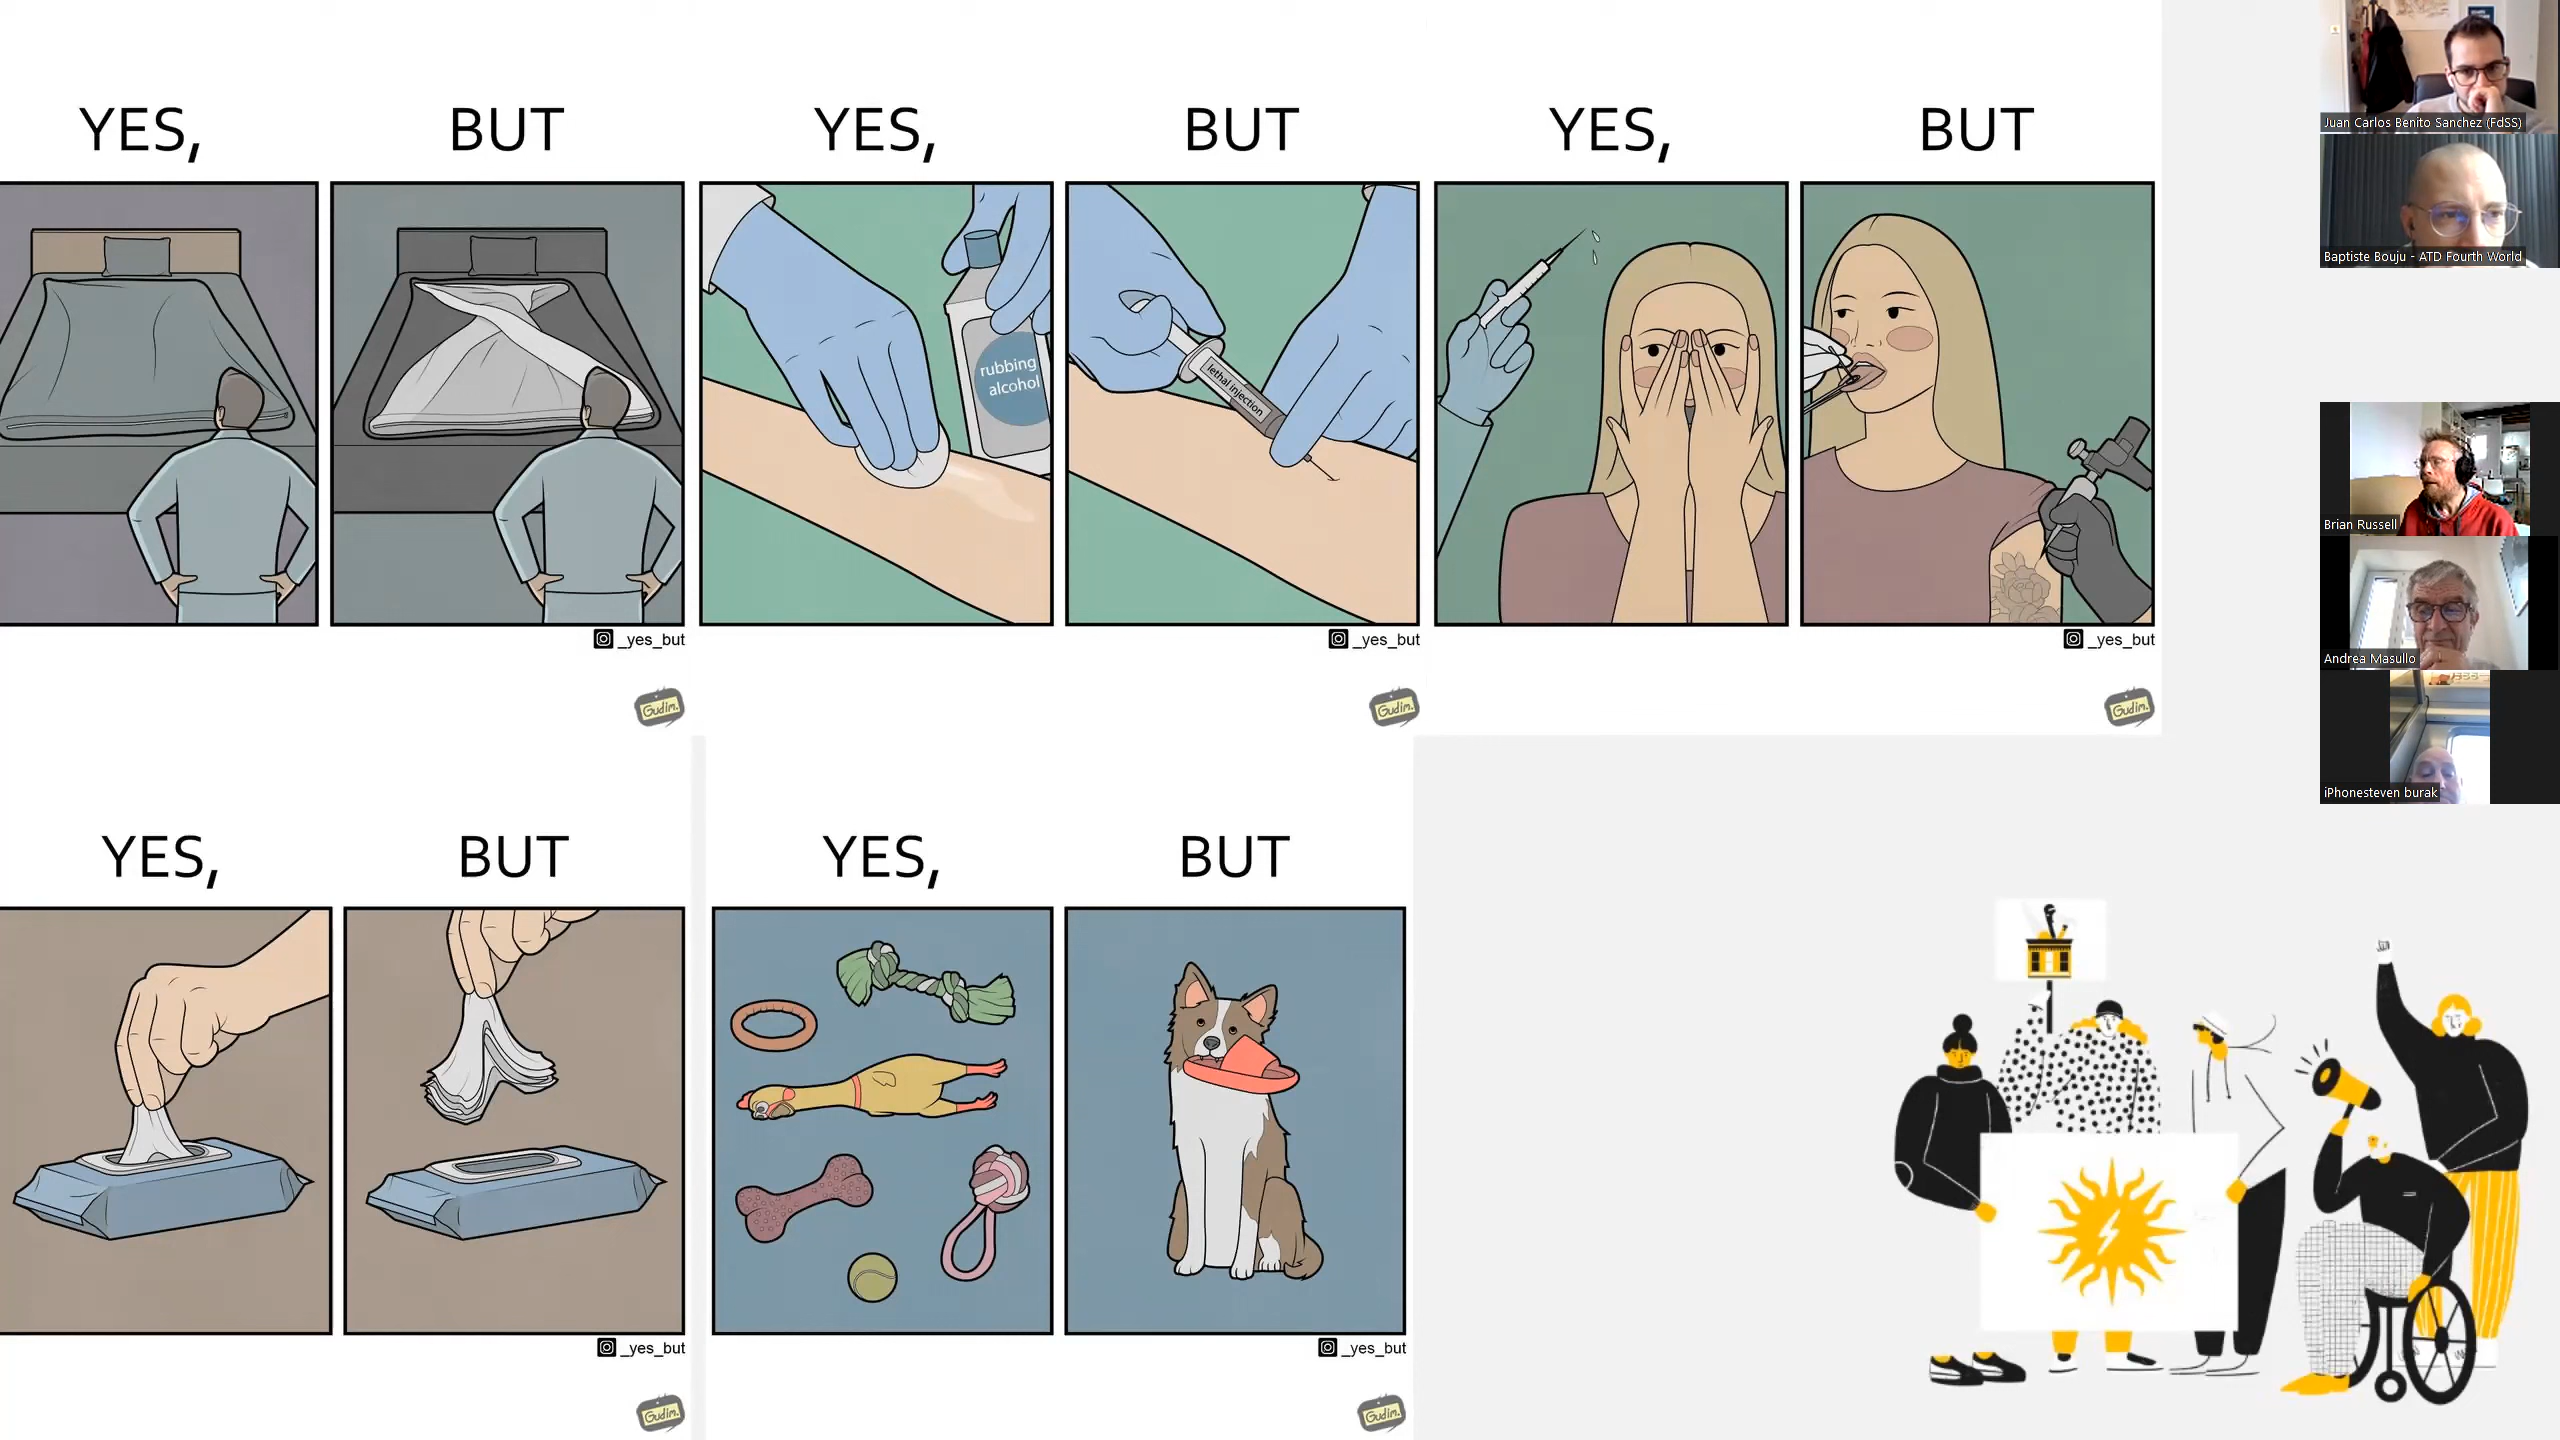 YES,
BUT
YES,
BUT
YES,
BUT
rubbing
alcohol
lethal injection
_yes_but
_yes_but
_yes_but
Gudim.
Gudim.
Gudim.
YES,
BUT
YES,
BUT
_yes_but
_yes_but
Gudim.
Gudim.
Juan Carlos Benito Sanchez (FdSS)
Baptiste Bouju - ATD Fourth World
Brian Russell
Andrea Masullo
iPhonesteven burak